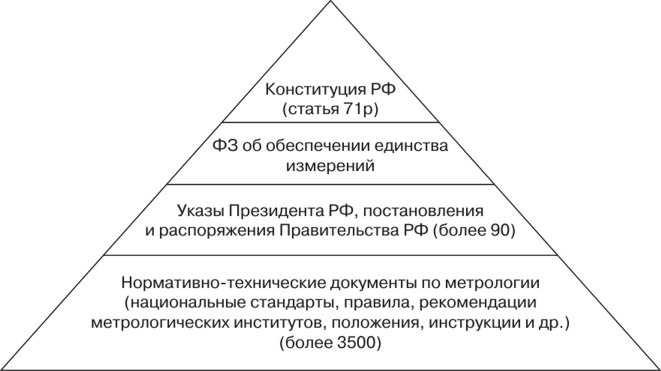 Конституция РФ
(статья 71р)
ФЗ об обеспечении единства
измерений
Указы Президента РФ, постановления
и распоряжения Правительства РФ (более 90)
Нормативно-технические документы по метрологии
(национальные стандарты, правила, рекомендации
метрологических институтов, положения, инструкции и др.)
(более 3500)